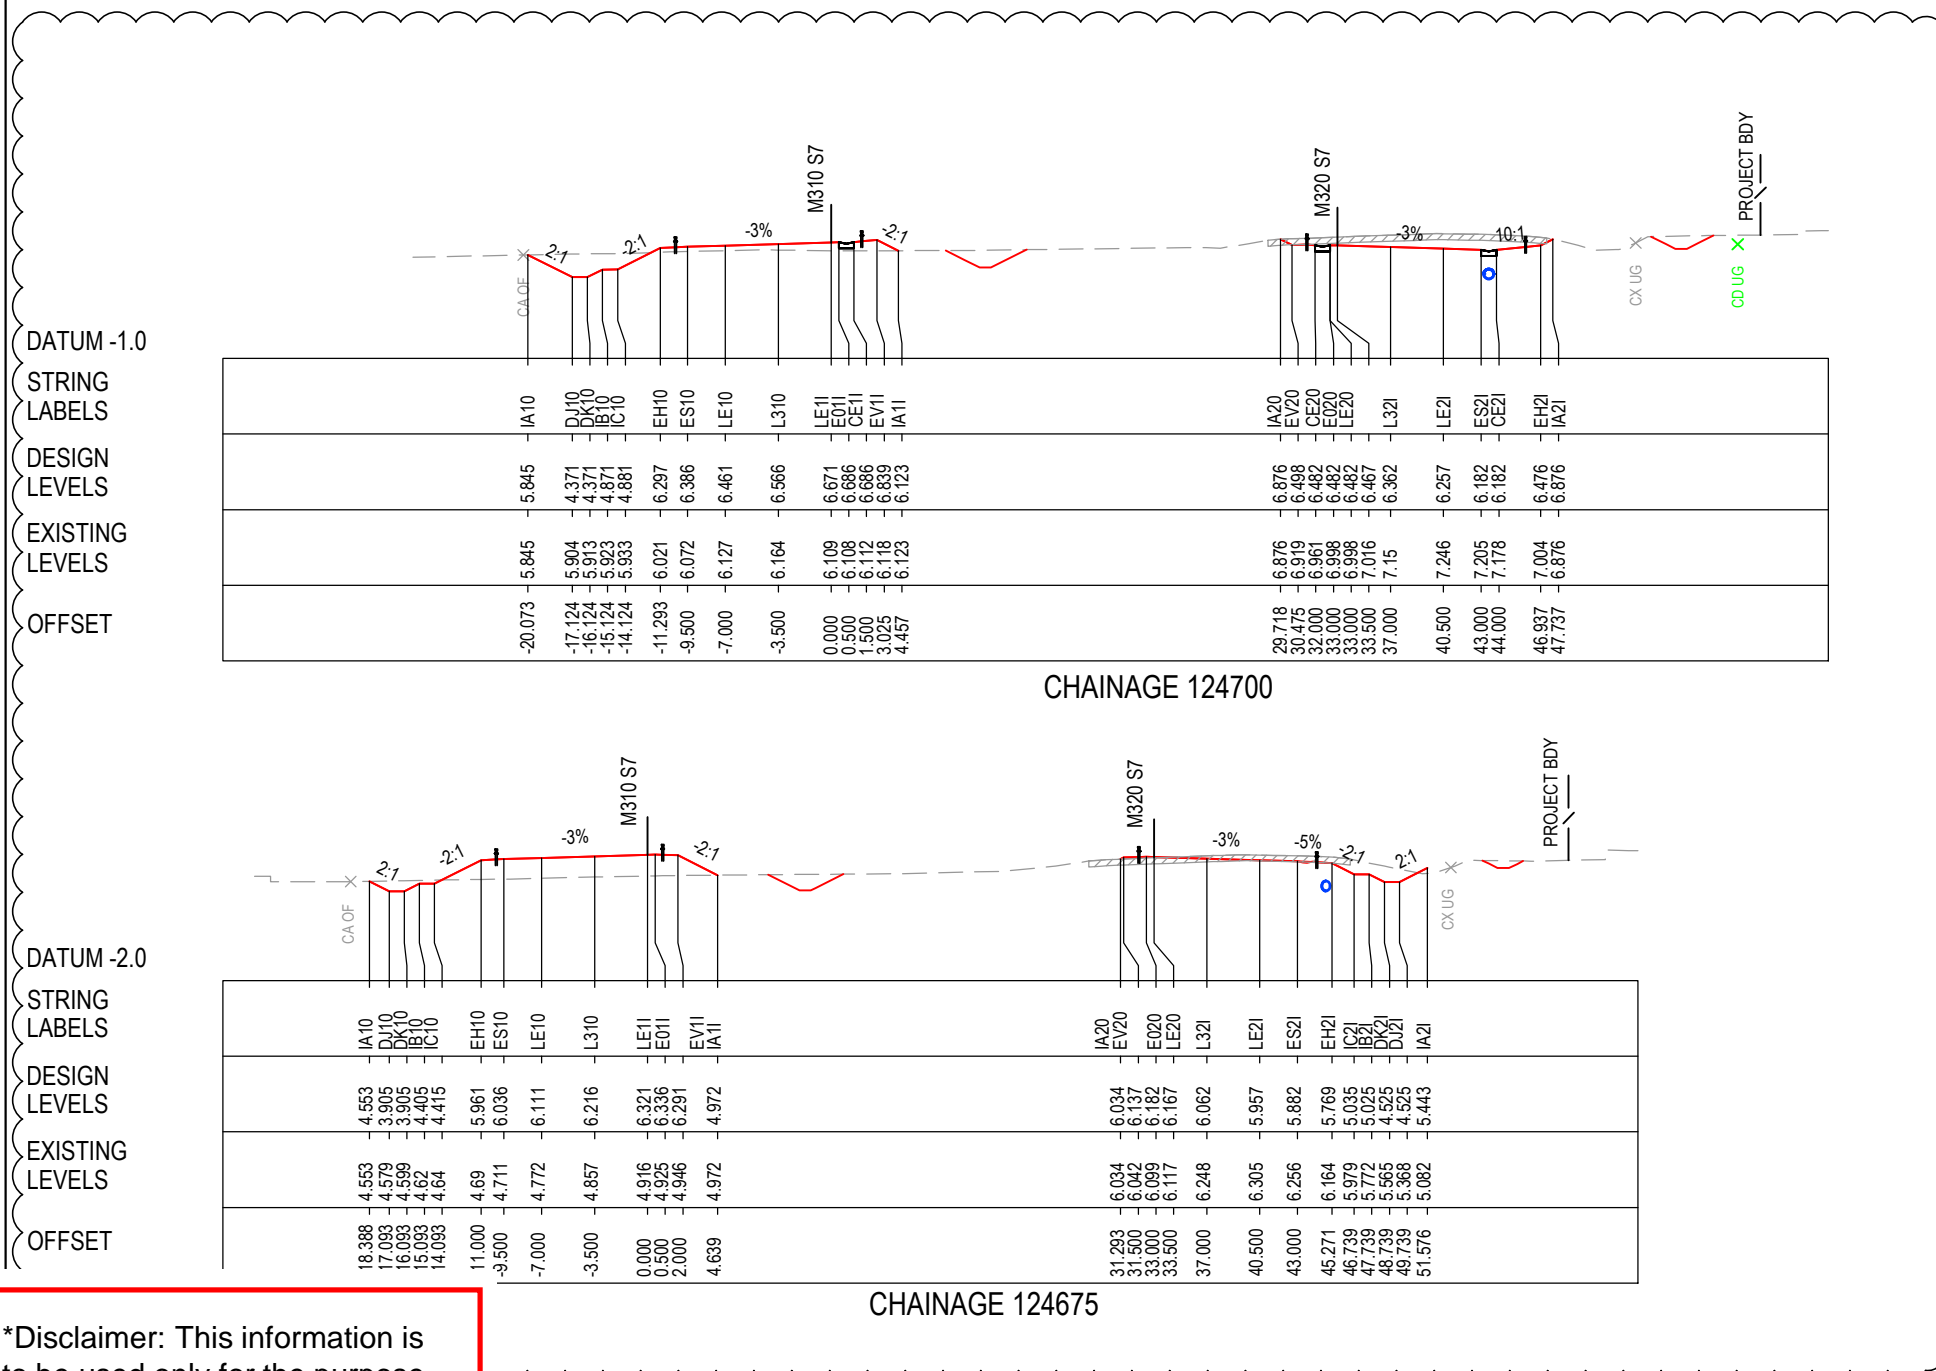 M310 S7
M320 S7
PROJECT BDY
2:1
-2:1
-3%
-2:1
-3%
10:1
CA OF
CX UG
CD UG
DATUM -1.0
STRING LABELS
IA10 DJ10 DK10 IB10 IC10 EH10 ES10 LE10 L310 LE1I E01I CE1I EV1I IA1I IA20 EV20 CE20 E020 LE20 L32I LE2I ES2I CE2I EH2I IA2I
DESIGN LEVELS
5.845 4.371 4.371 4.871 4.881 6.297 6.386 6.461 6.566 6.671 6.686 6.686 6.839 6.123 6.876 6.498 6.482 6.482 6.482 6.467 6.362 6.257 6.182 6.182 6.476 6.876
EXISTING LEVELS
5.845 5.904 5.913 5.923 5.933 6.021 6.072 6.127 6.164 6.109 6.108 6.112 6.118 6.123 6.876 6.919 6.961 6.998 6.998 7.016 7.15 7.246 7.205 7.178 7.004 6.876
OFFSET
-20.073 -17.124 -16.124 -15.124 -14.124 -11.293 -9.500 -7.000 -3.500 0.000 0.500 1.500 3.025 4.457 29.718 30.475 32.000 33.000 33.000 33.500 37.000 40.500 43.000 44.000 46.937 47.737
CHAINAGE 124700
M310 S7
M320 S7
PROJECT BDY
2:1
-2:1
-3%
-2:1
-3%
-5%
-2:1
2:1
CA OF
CX UG
DATUM -2.0
STRING LABELS
IA10 DJ10 DK10 IB10 IC10 EH10 ES10 LE10 L310 LE1I E01I EV1I IA1I IA20 EV20 E020 LE20 L32I LE2I ES2I EH2I IC2I IB2I DK2I DJ2I IA2I
DESIGN LEVELS
4.553 3.905 3.905 4.405 4.415 5.961 6.036 6.111 6.216 6.321 6.336 6.291 4.972 6.034 6.137 6.182 6.167 6.062 5.957 5.882 5.769 5.035 5.025 4.525 4.525 5.443
EXISTING LEVELS
4.553 4.579 4.599 4.62 4.64 4.69 4.711 4.772 4.857 4.916 4.925 4.946 4.972 6.034 6.042 6.099 6.117 6.248 6.305 6.256 6.164 5.979 5.772 5.565 5.368 5.082
OFFSET
18.388 17.093 16.093 15.093 14.093 11.000 -9.500 -7.000 -3.500 0.000 0.500 2.000 4.639 31.293 31.500 33.000 33.500 37.000 40.500 43.000 45.271 46.739 47.739 48.739 49.739 51.576
CHAINAGE 124675
*Disclaimer: This information is
to be used only for the purpose